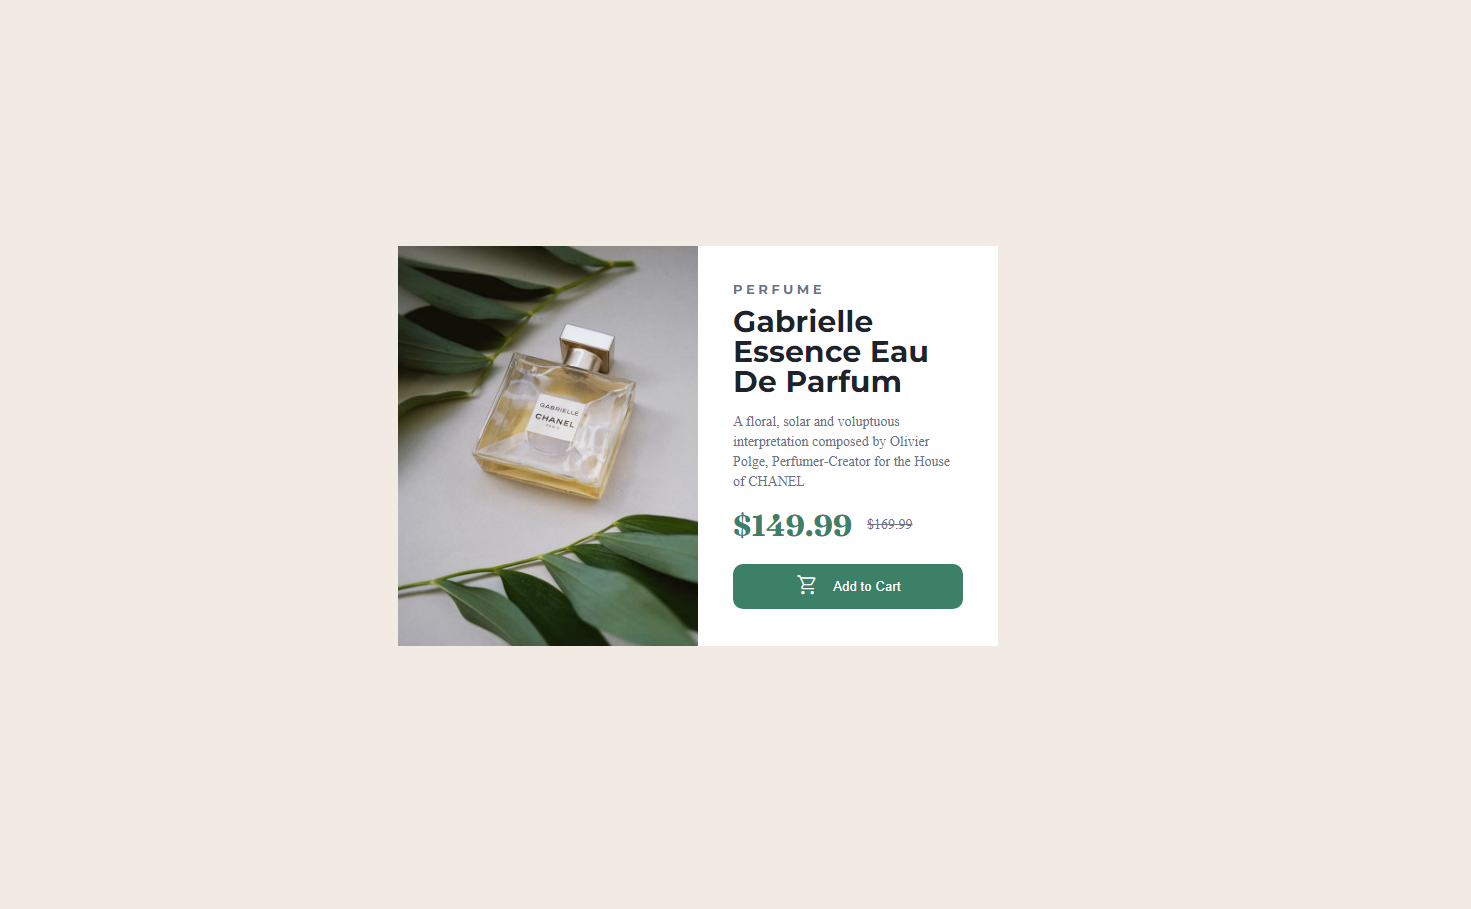 GABRIELLE
CHANEL
PARIS
PERFUME
Gabrielle
Essence Eau
De Parfum
A floral, solar and voluptuous
interpretation composed by Olivier
Polge, Perfumer-Creator for the House
of CHANEL
$149.99 $169.99
Add to Cart